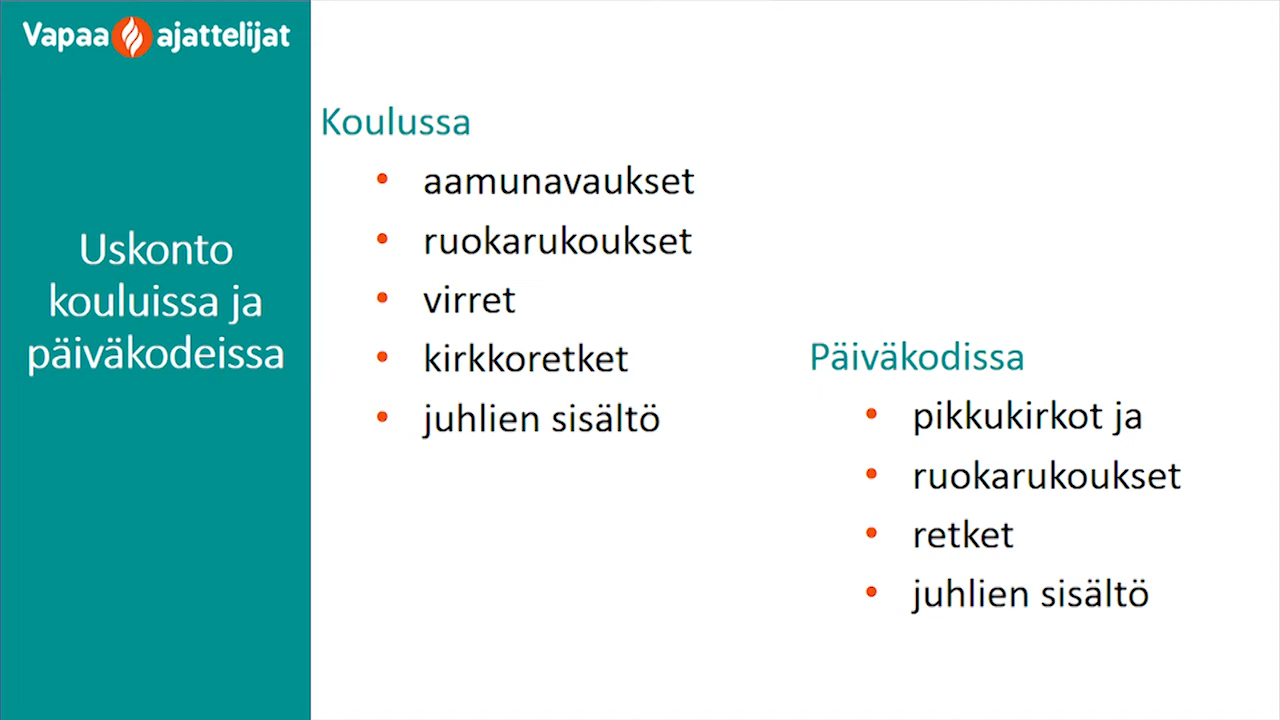 Vapaa ajattelijat
Uskonto
kouluissa ja
päiväkodeissa
Koulussa
• aamunavaukset
• ruokarukoukset
• virret
• kirkkoretket
• juhlien sisältö
Päiväkodissa
• pikkukirkot ja
• ruokarukoukset
• retket
• juhlien sisältö